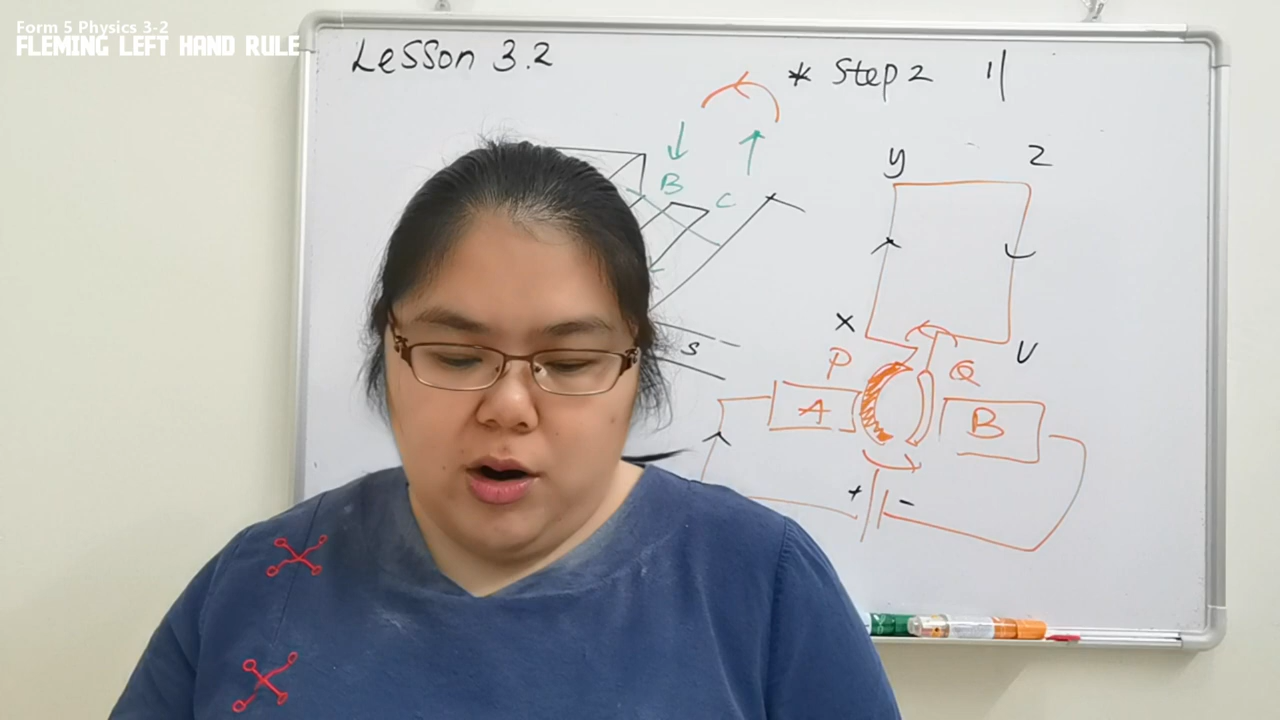 Form 5 Physics 3-2
FLEMING LEFT HAND RULE
Lesson 3.2
* Step 2
B
C
S
y
z
x
v
P
Q
A
B
+
-